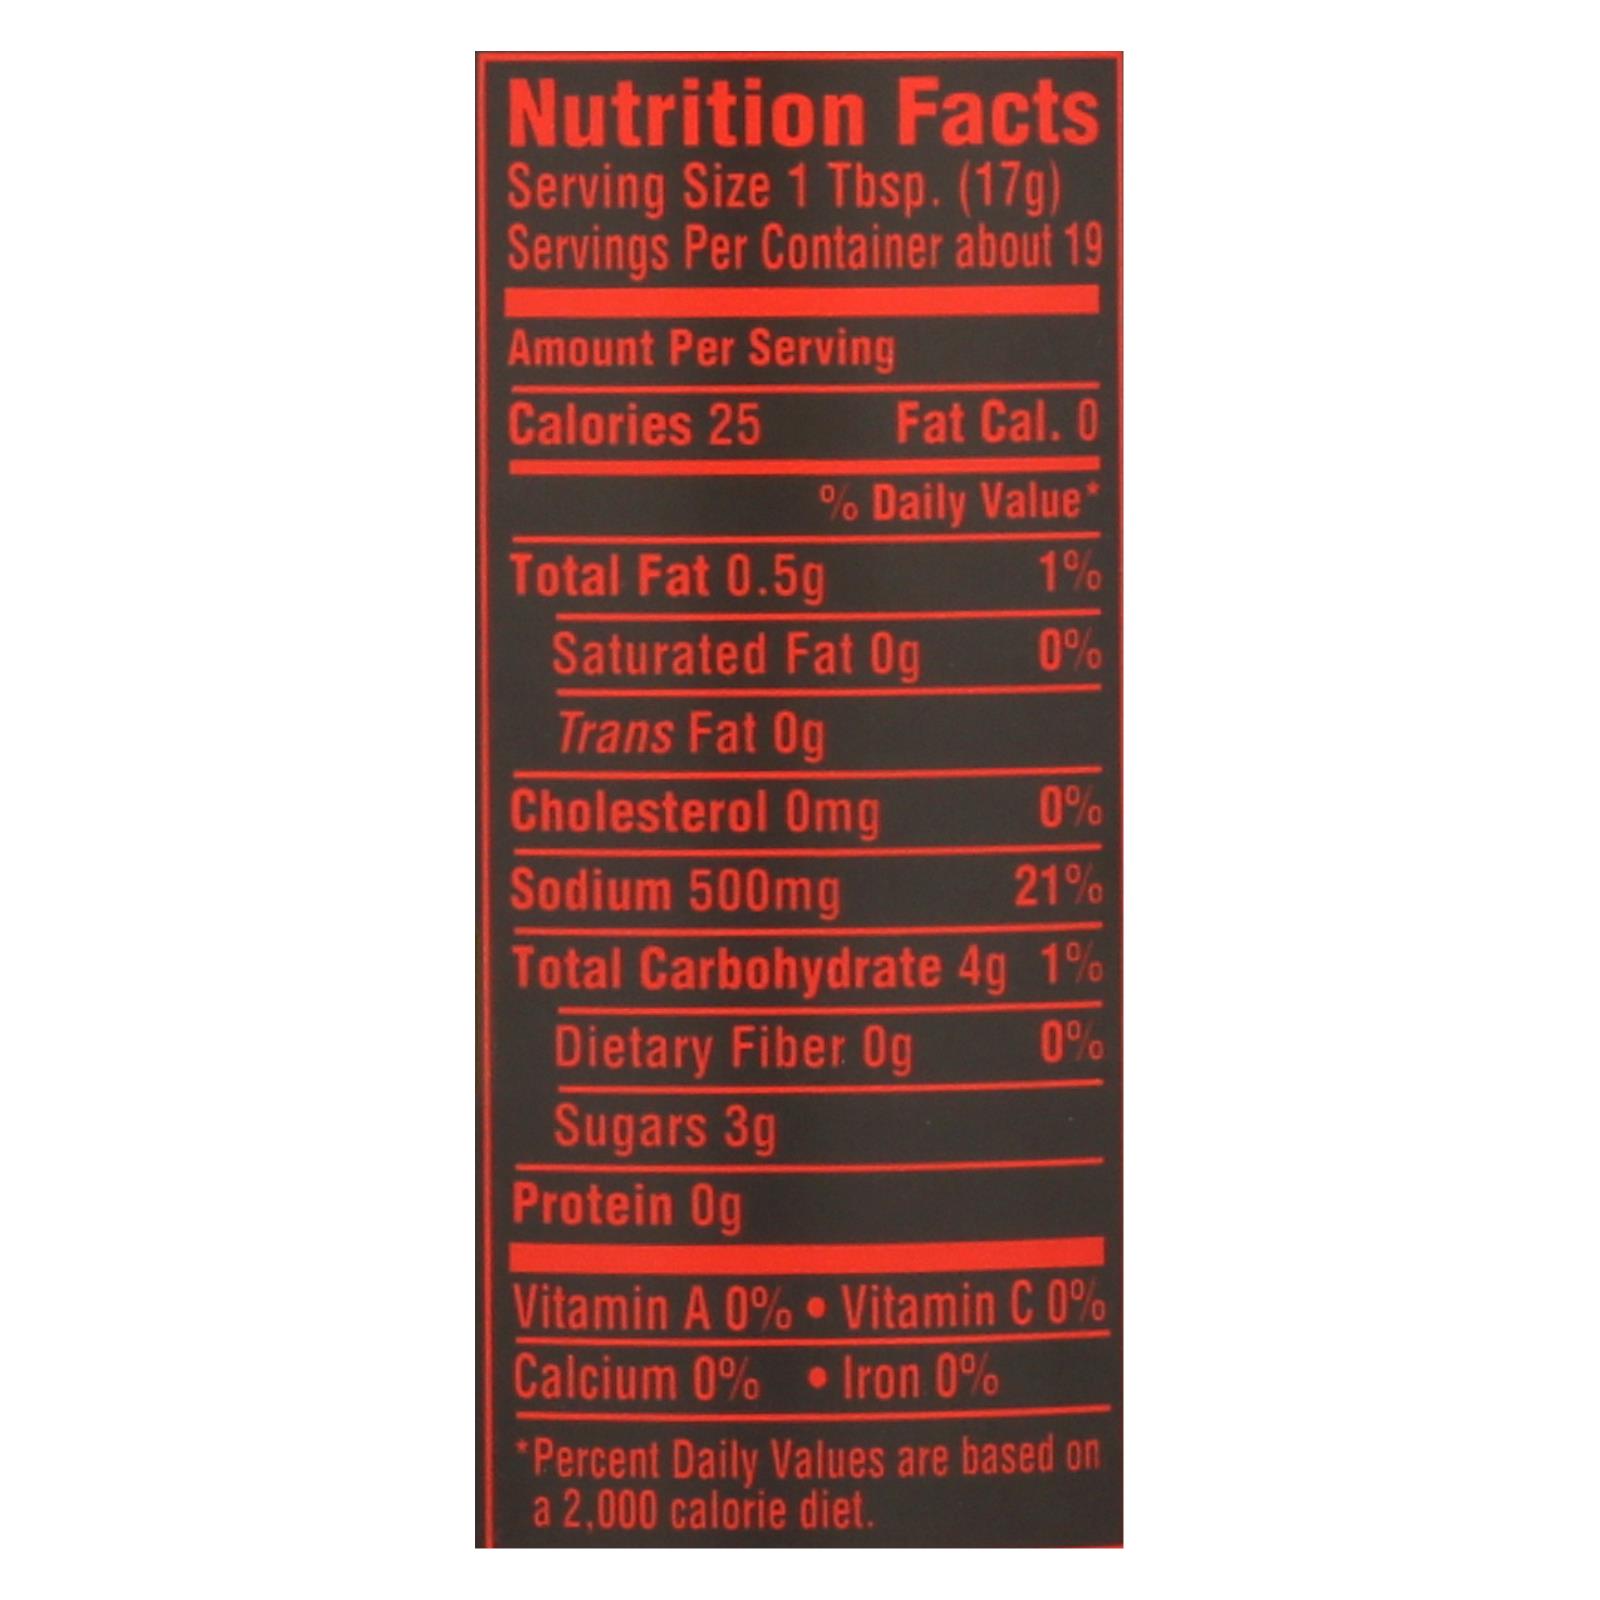 Nutrition Facts
Serving Size 1 Tbsp. (17g)
Servings Per Container about 19
Amount Per Serving
Calories 25 Fat Cal. 0
% Daily Value*
Total Fat 0.5g 1%
Saturated Fat 0g 0%
Trans Fat 0g
Cholesterol 0mg 0%
Sodium 500mg 21%
Total Carbohydrate 4g 1%
Dietary Fiber 0g 0%
Sugars 3g
Protein 0g
Vitamin A 0% • Vitamin C 0%
Calcium 0% • Iron 0%
*Percent Daily Values are based on
a 2,000 calorie diet.